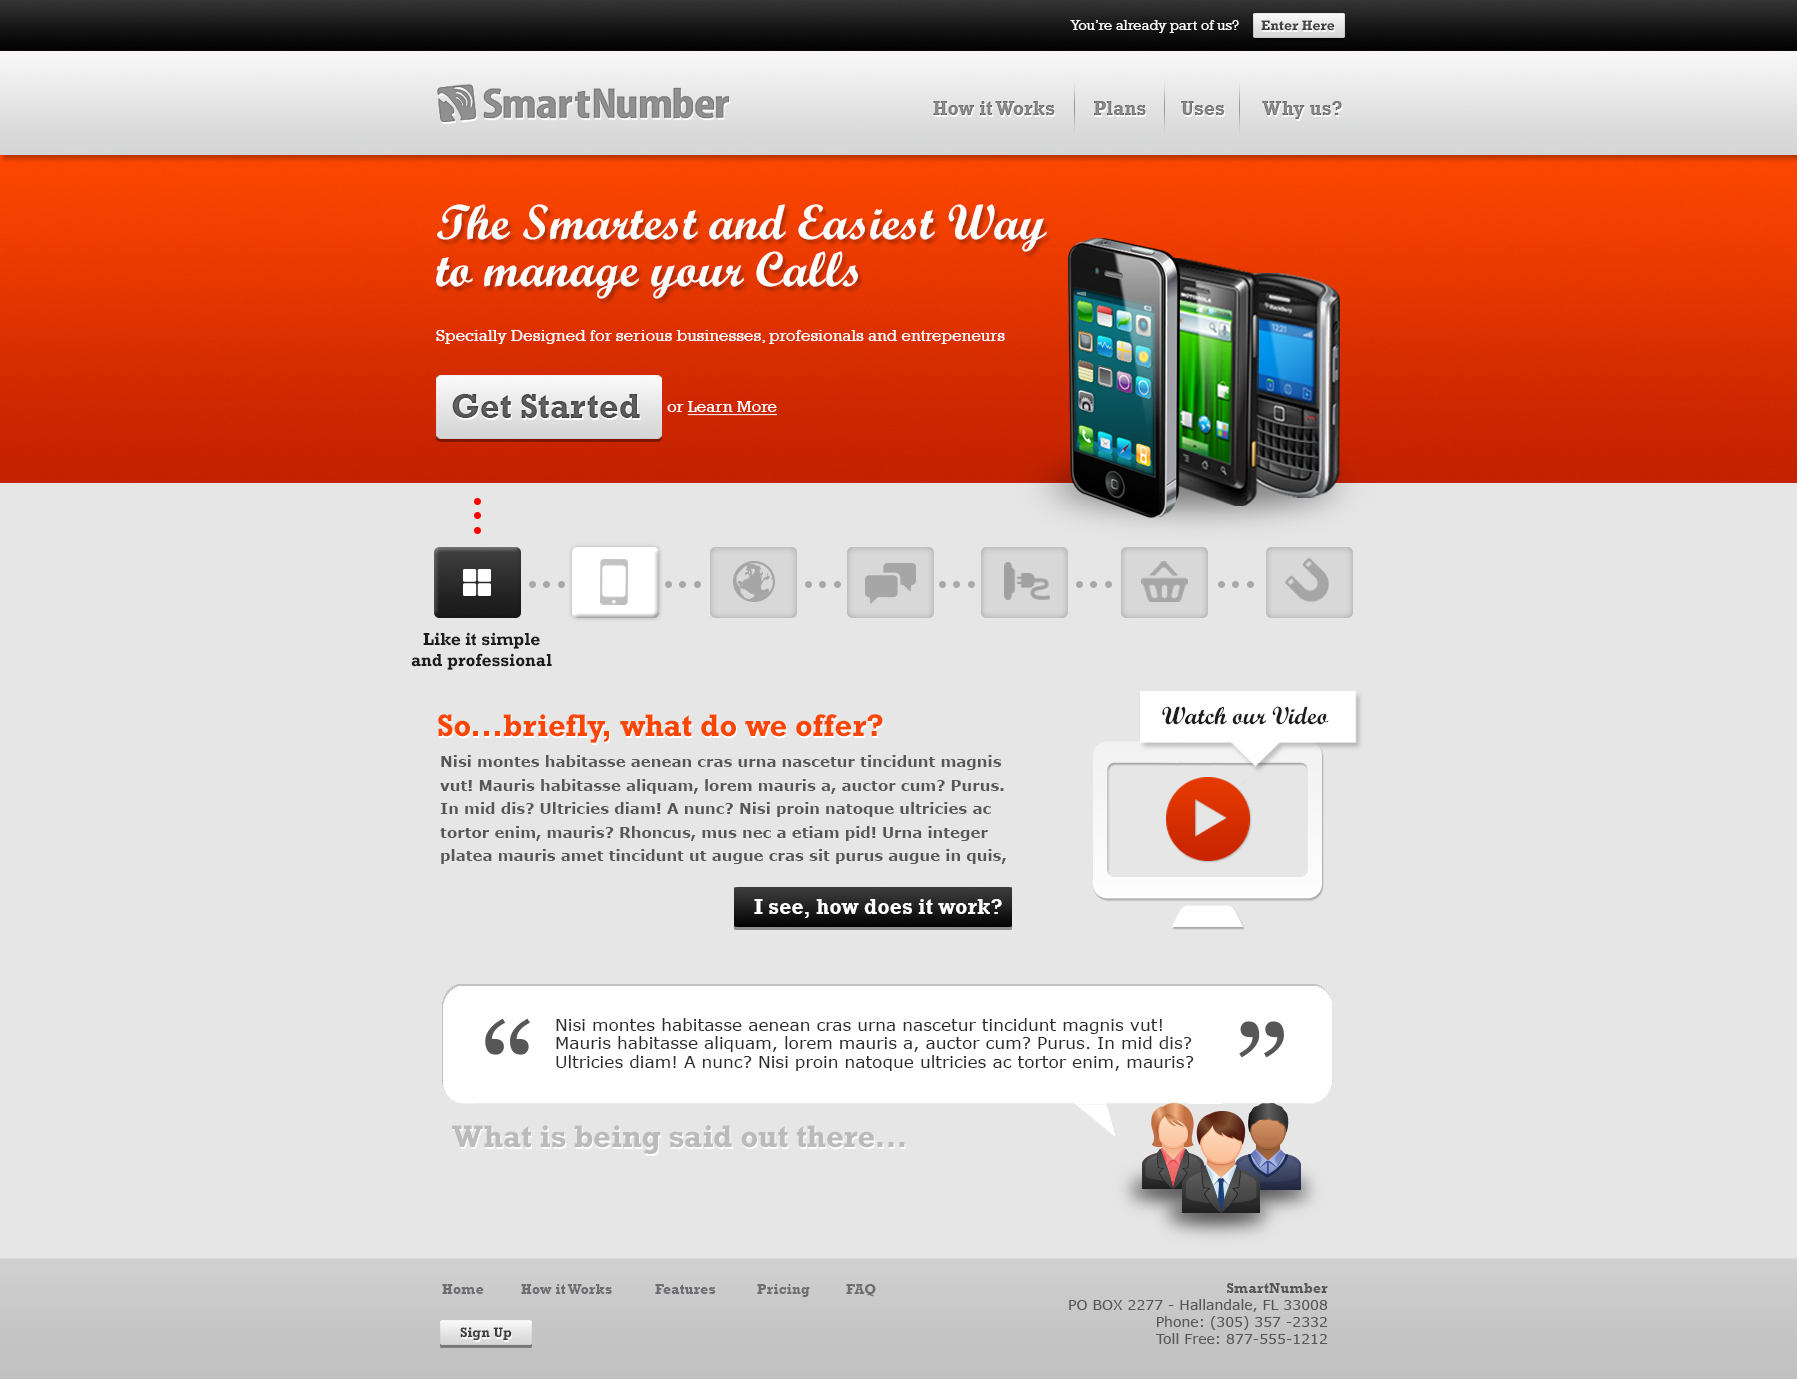 You're already part of us?
Enter Here
SmartNumber
How it Works
Plans
Uses
Why us?
The Smartest and Easiest Way
to manage your Calls
Specially Designed for serious businesses, profesionals and entrepeneurs
Get Started
or Learn More
12:21
Like it simple
and professional
So...briefly, what do we offer?
Nisi montes habitasse aenean cras urna nascetur tincidunt magnis
vut! Mauris habitasse aliquam, lorem mauris a, auctor cum? Purus.
In mid dis? Ultricies diam! A nunc? Nisi proin natoque ultricies ac
tortor enim, mauris? Rhoncus, mus nec a etiam pid! Urna integer
platea mauris amet tincidunt ut augue cras sit purus augue in quis,
I see, how does it work?
Watch our Video
“ Nisi montes habitasse aenean cras urna nascetur tincidunt magnis vut!
Mauris habitasse aliquam, lorem mauris a, auctor cum? Purus. In mid dis?
Ultricies diam! A nunc? Nisi proin natoque ultricies ac tortor enim, mauris? ”
What is being said out there...
Home
How it Works
Features
Pricing
FAQ
Sign Up
SmartNumber
PO BOX 2277 - Hallandale, FL 33008
Phone: (305) 357 -2332
Toll Free: 877-555-1212